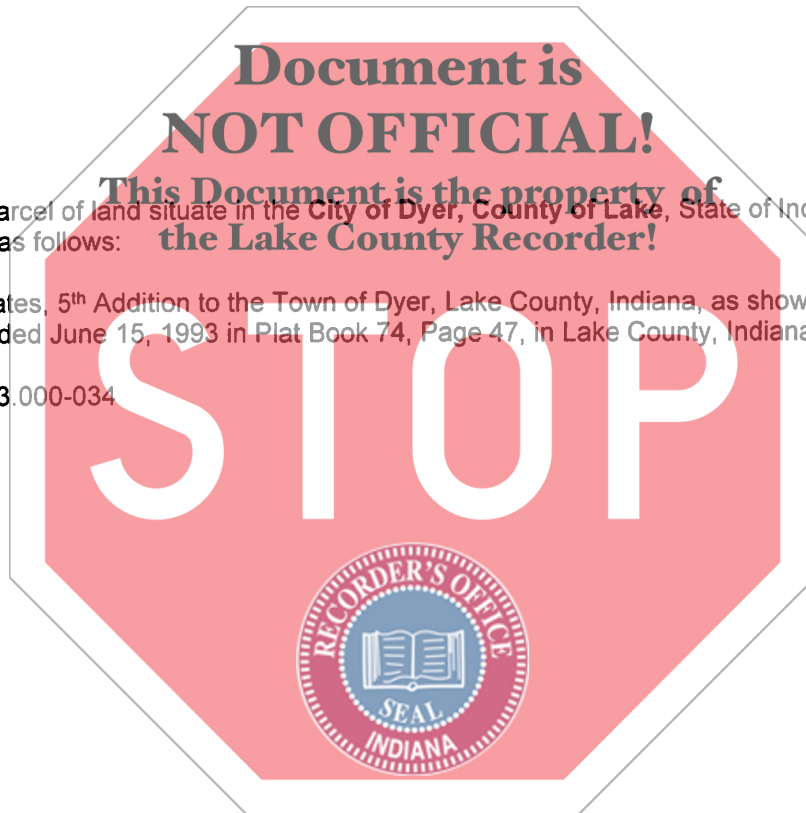 Document is
NOT OFFICIAL!
This Document is the property of
arcel of land situate in the City of Dyer, County of Lake, State of Ind
the Lake County Recorder!
as follows:
ates, 5th Addition to the Town of Dyer, Lake County, Indiana, as show
ded June 15, 1993 in Plat Book 74, Page 47, in Lake County, Indiana
3.000-034
STOP
RECORDER'S OFFICE
SEAL
INDIANA